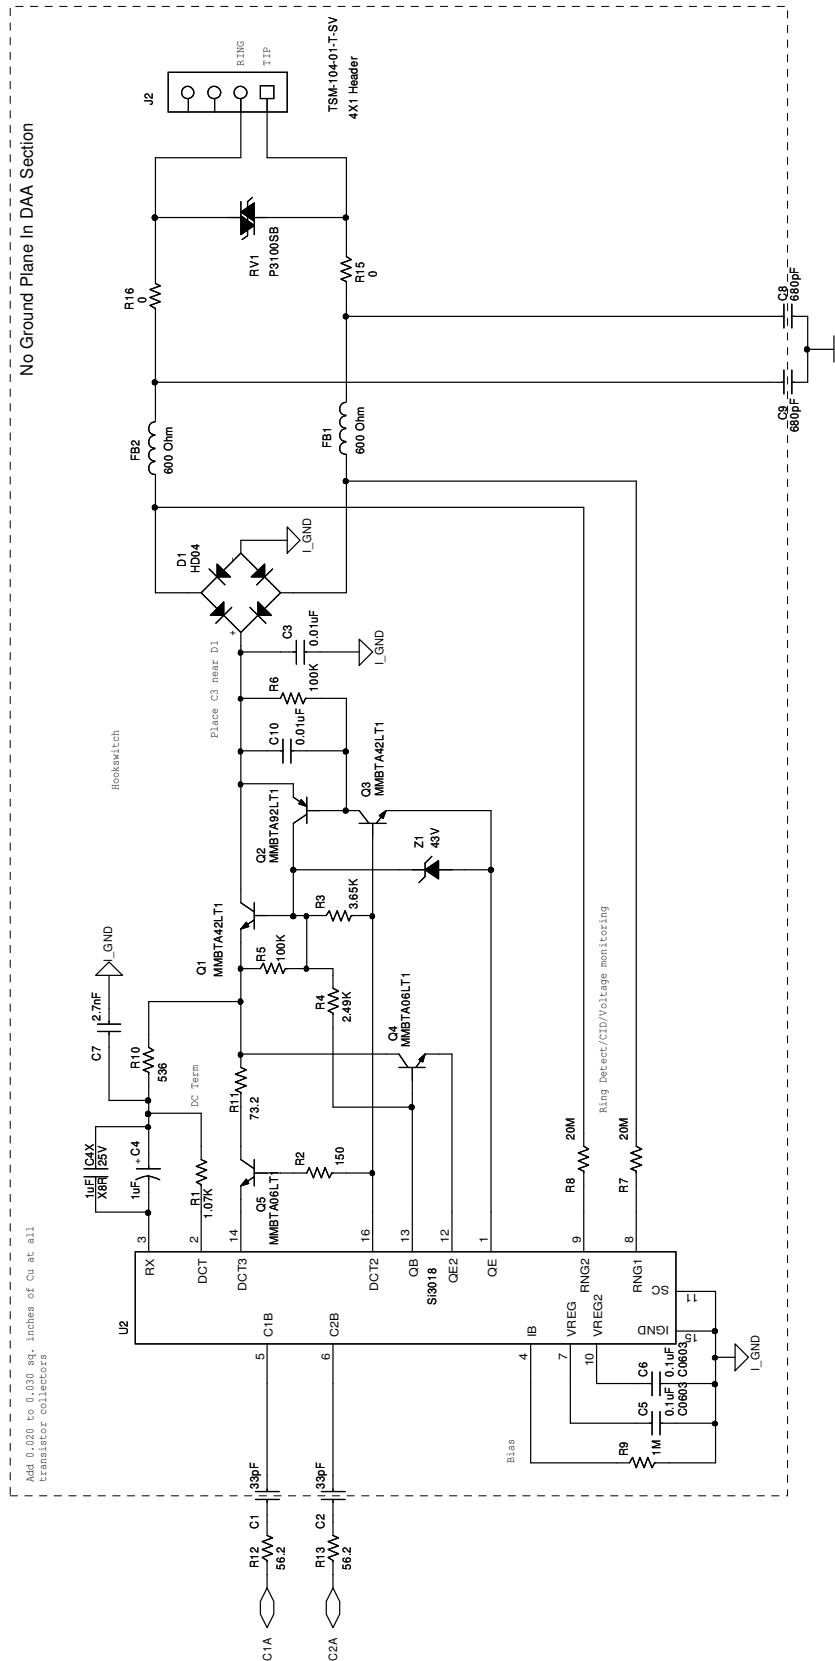 No Ground Plane In DAA Section
Add 0.020 to 0.030 sq. inches of Cu at all
transistor collectors
Hookswitch
Place C3 near D1
DC Term
Ring Detect/CID/Voltage monitoring
Bias
J2
RING
TIP
TSM-104-01-T-SV
4X1 Header
RV1
P3100SB
R16
0
R15
0
C8
680pF
C9
680pF
FB2
600 Ohm
FB1
600 Ohm
D1
HD04
-
+
I_GND
C3
0.01uF
I_GND
R6
100K
C10
0.01uF
Q3
MMBTA42LT1
Q2
MMBTA92LT1
Z1
43V
Q1
MMBTA42LT1
R3
3.65K
R5
100K
R4
2.49K
Q4
MMBTA06LT1
I_GND
C7
2.7nF
R10
536
R11
73.2
C4X
1uF
25V
X8R
+
C4
1uF
R1
1.07K
Q5
MMBTA06LT1
R2
150
R8
20M
R7
20M
U2
Si3018
3
RX
2
DCT
14
DCT3
16
DCT2
13
QB
12
QE2
1
QE
9
RNG2
8
RNG1
5
C1B
6
C2B
4
IB
7
VREG
10
VREG2
11
SC
15
IGND
C6
0.1uF
C0603
C5
0.1uF
C0603
R9
1M
I_GND
C1
33pF
C2
33pF
R12
56.2
R13
56.2
C1A
C2A